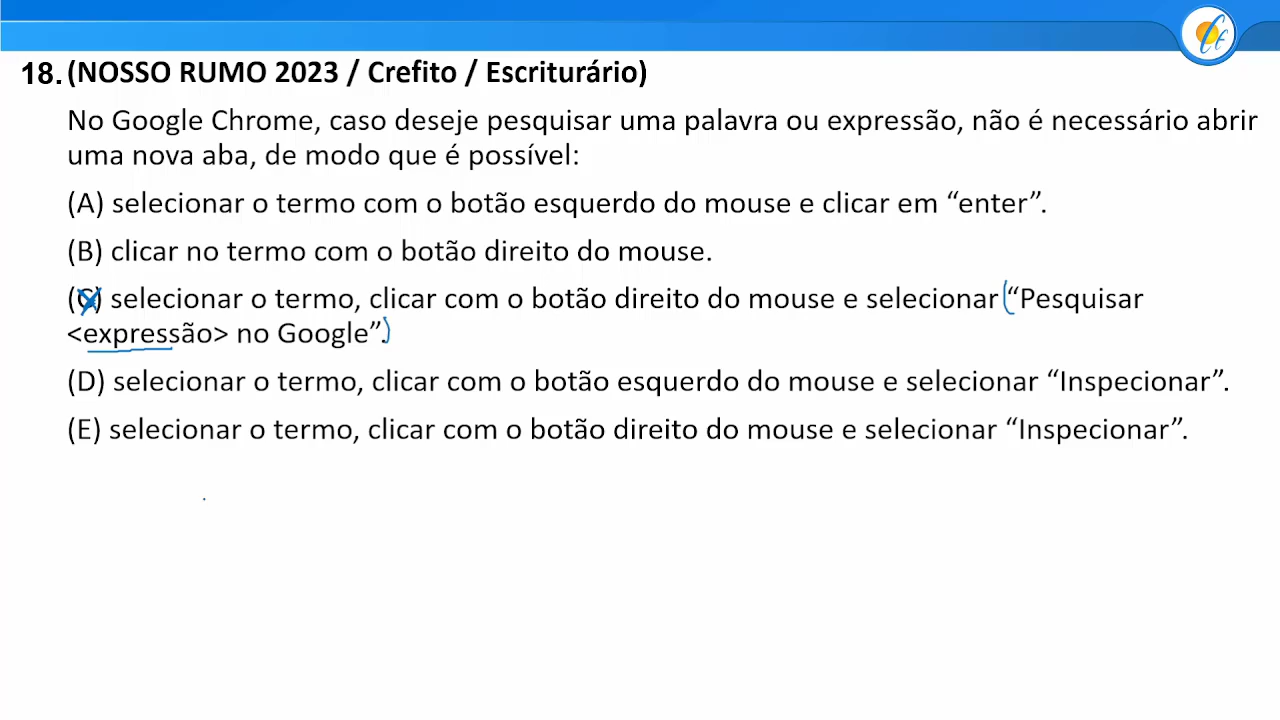 18. (NOSSO RUMO 2023 / Crefito / Escriturário)
No Google Chrome, caso deseje pesquisar uma palavra ou expressão, não é necessário abrir
uma nova aba, de modo que é possível:
(A) selecionar o termo com o botão esquerdo do mouse e clicar em “enter”.
(B) clicar no termo com o botão direito do mouse.
(C) selecionar o termo, clicar com o botão direito do mouse e selecionar “Pesquisar
<expressão> no Google”.
(D) selecionar o termo, clicar com o botão esquerdo do mouse e selecionar “Inspecionar”.
(E) selecionar o termo, clicar com o botão direito do mouse e selecionar “Inspecionar”.